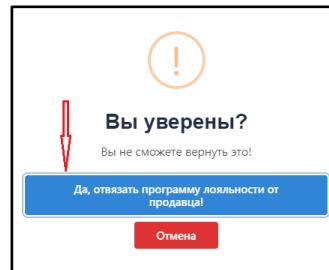 !
Вы уверены?
Вы не сможете вернуть это!
Да, отвязать программу лояльности от
продавца!
Отмена